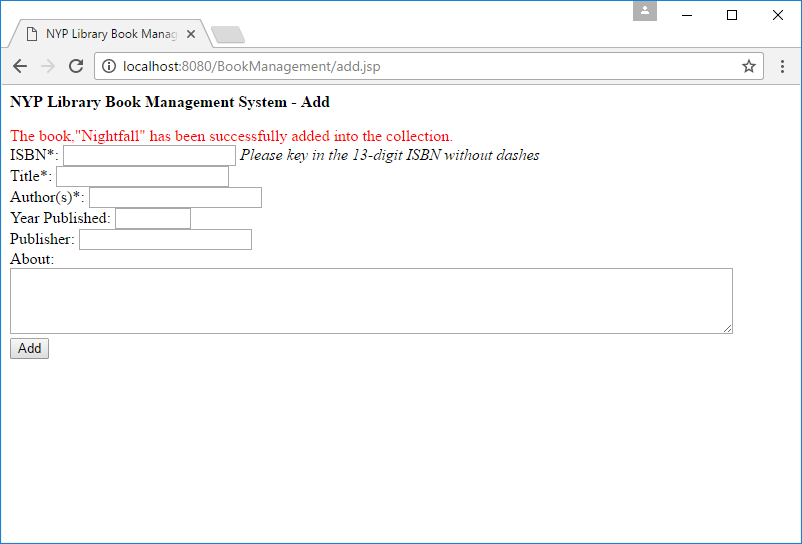 NYP Library Book Manag
localhost:8080/BookManagement/add.jsp
NYP Library Book Management System - Add
The book,"Nightfall" has been successfully added into the collection.
ISBN*: Please key in the 13-digit ISBN without dashes
Title*:
Author(s)*:
Year Published:
Publisher:
About:
Add